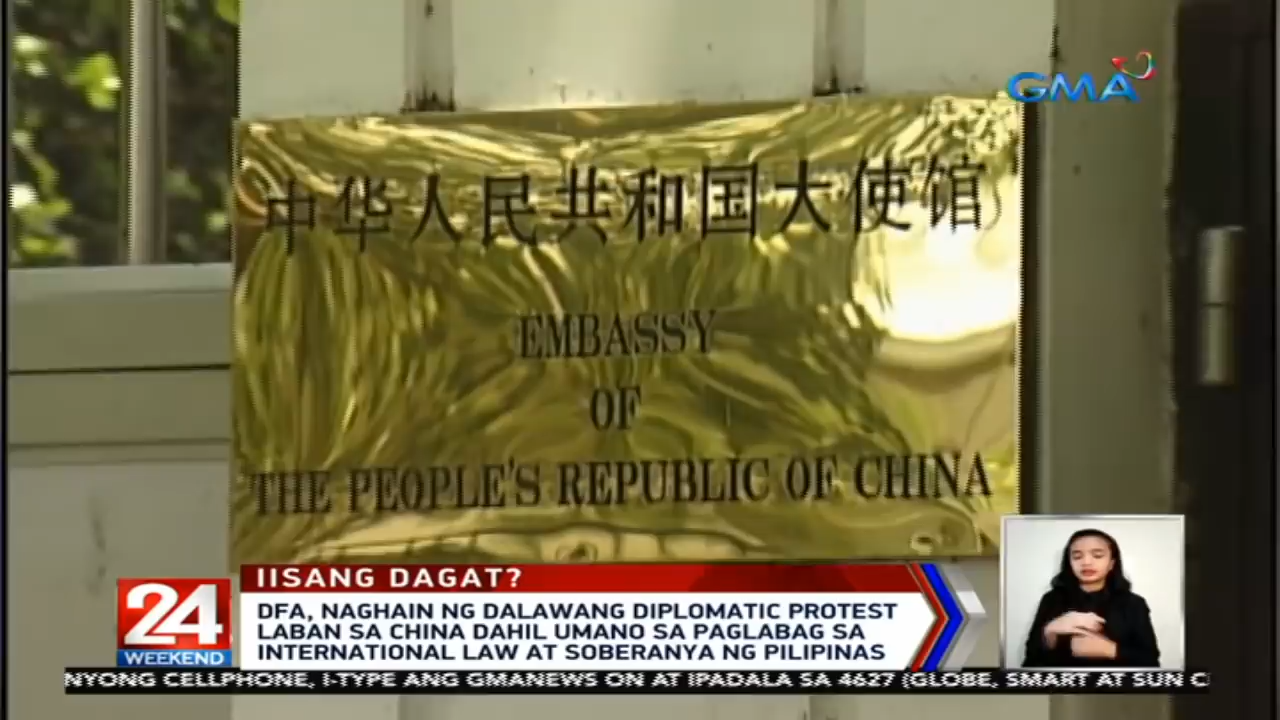 GMA
中华人民共和国大使馆
EMBASSY
OF
THE PEOPLE'S REPUBLIC OF CHINA
24
WEEKEND
IISANG DAGAT?
DFA, NAGHAIN NG DALAWANG DIPLOMATIC PROTEST
LABAN SA CHINA DAHIL UMANO SA PAGLABAG SA
INTERNATIONAL LAW AT SOBERANYA NG PILIPINAS
NYONG CELLPHONE, I-TYPE ANG GMANEWS ON AT IPADALA SA 4627 (GLOBE, SMART AT SUN C